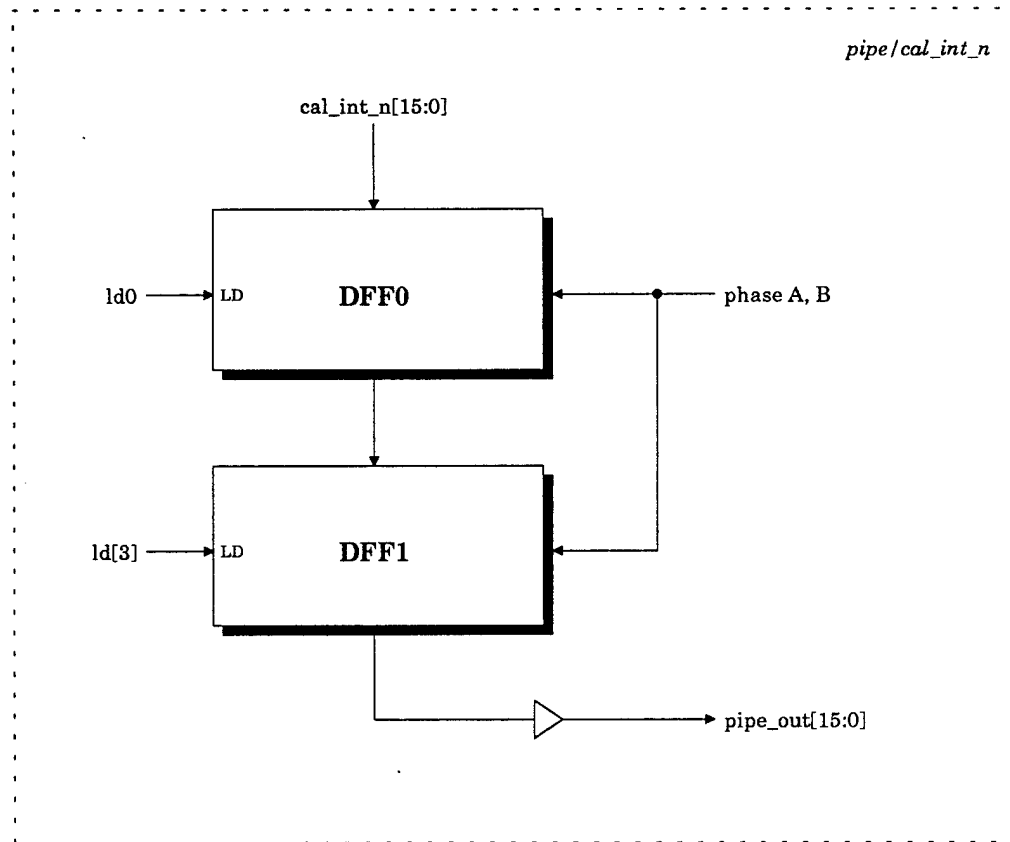 pipe/cal_int_n
cal_int_n[15:0]
ld0
LD
DFF0
phase A, B
ld[3]
LD
DFF1
pipe_out[15:0]